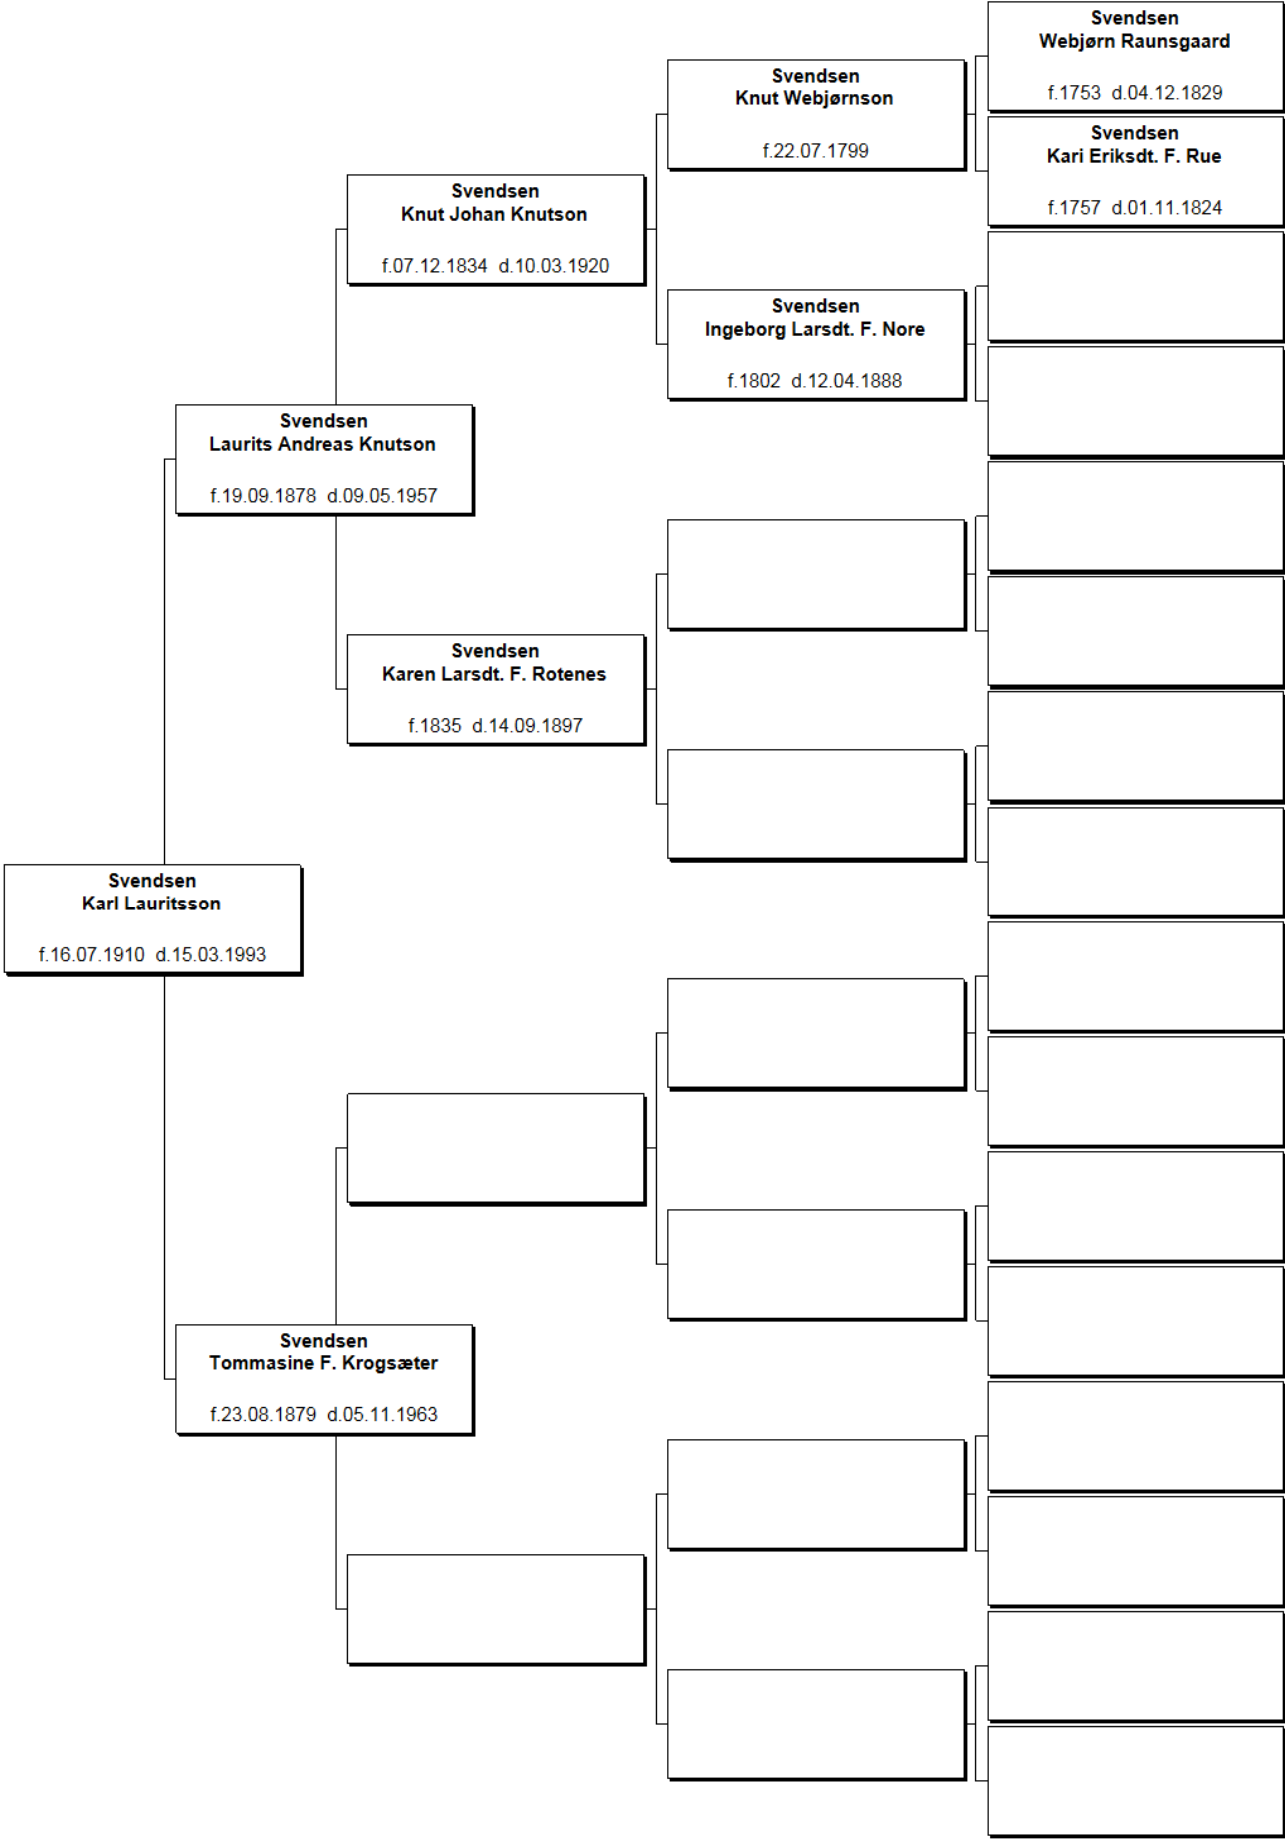 Svendsen
Webjørn Raunsgaard
f.1753 d.04.12.1829
Svendsen
Knut Webjørnson
f.22.07.1799
Svendsen
Kari Eriksdt. F. Rue
f.1757 d.01.11.1824
Svendsen
Knut Johan Knutson
f.07.12.1834 d.10.03.1920
Svendsen
Ingeborg Larsdt. F. Nore
f.1802 d.12.04.1888
Svendsen
Laurits Andreas Knutson
f.19.09.1878 d.09.05.1957
Svendsen
Karen Larsdt. F. Rotenes
f.1835 d.14.09.1897
Svendsen
Karl Lauritsson
f.16.07.1910 d.15.03.1993
Svendsen
Tommasine F. Krogsæter
f.23.08.1879 d.05.11.1963